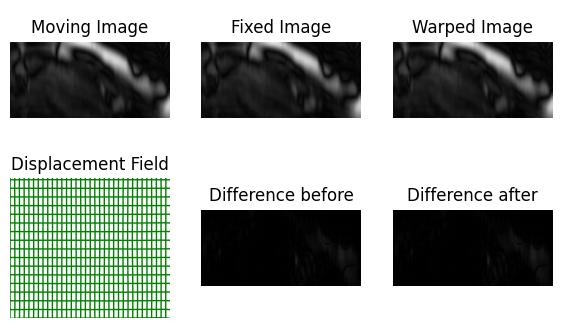 Moving Image
Fixed Image
Warped Image
Displacement Field
Difference before
Difference after